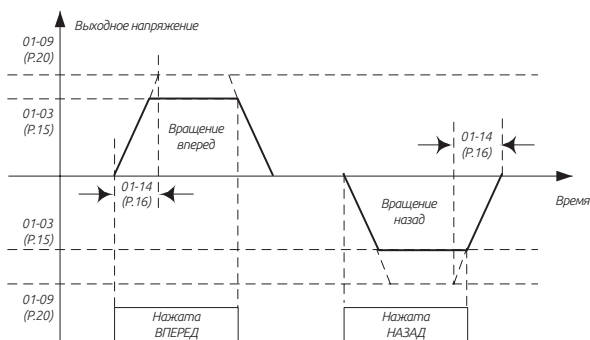 Выходное напряжение
01-09
(P.20)
01-03
(P.15)
Вращение
вперед
01-14
(P.16)
01-14
(P.16)
Время
Вращение
назад
01-03
(P.15)
01-09
(P.20)
Нажата
ВПЕРЕД
Нажата
НАЗАД